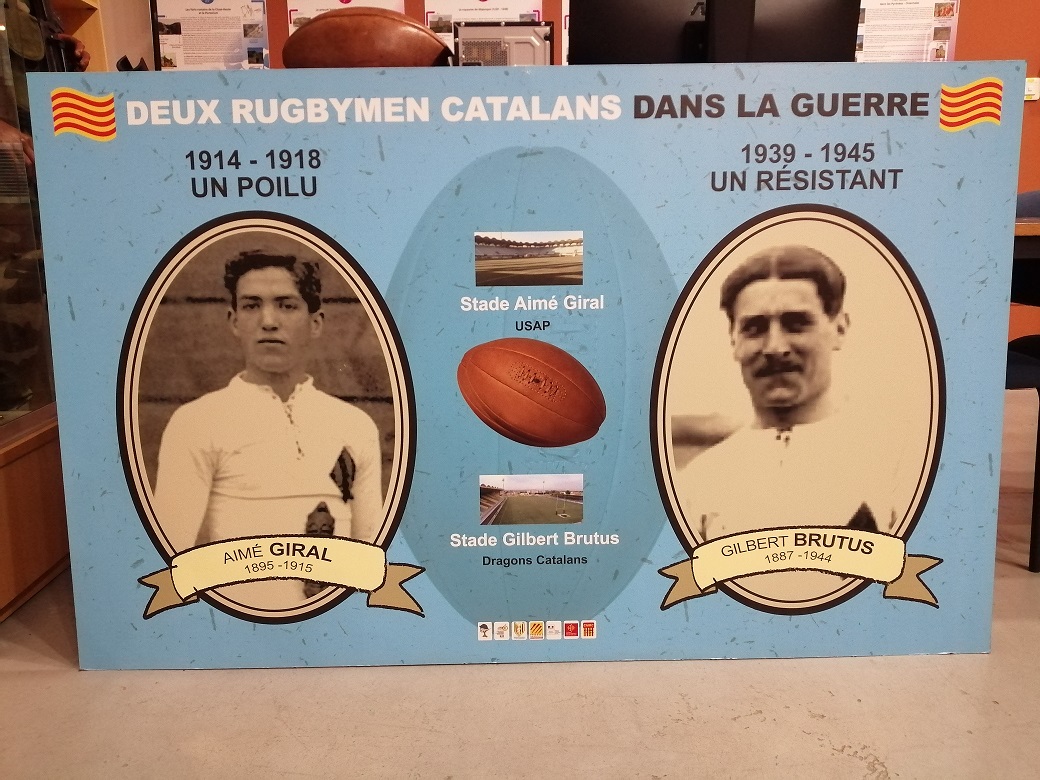 DEUX RUGBYMEN CATALANS DANS LA GUERRE
1914 - 1918
UN POILU
1939 - 1945
UN RÉSISTANT
Stade Aimé Giral
USAP
Stade Gilbert Brutus
Dragons Catalans
AIMÉ GIRAL
1895 -1915
GILBERT BRUTUS
1887 -1944